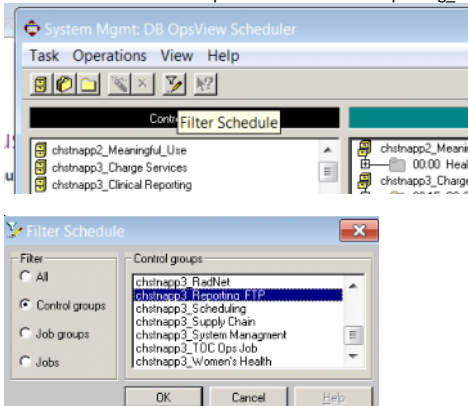 System Mgmt: DB OpsView Scheduler
Task Operations View Help
Contr
Filter Schedule
chstnapp2_Meaningful_Use
chstnapp3_Charge Services
chstnapp3_Clinical Reporting
chstnapp2_Meanin
00:00 Heal
chstnapp3_Charge
Filter Schedule
Filter
All
Control groups
Job groups
Jobs
Control groups
chstnapp3_RadNet
chstnapp3_Reporting_FTP
chstnapp3_Scheduling
chstnapp3_Supply Chain
chstnapp3_System Managment
chstnapp3_TOC Ops Job
chstnapp3_Women's Health
OK Cancel Help